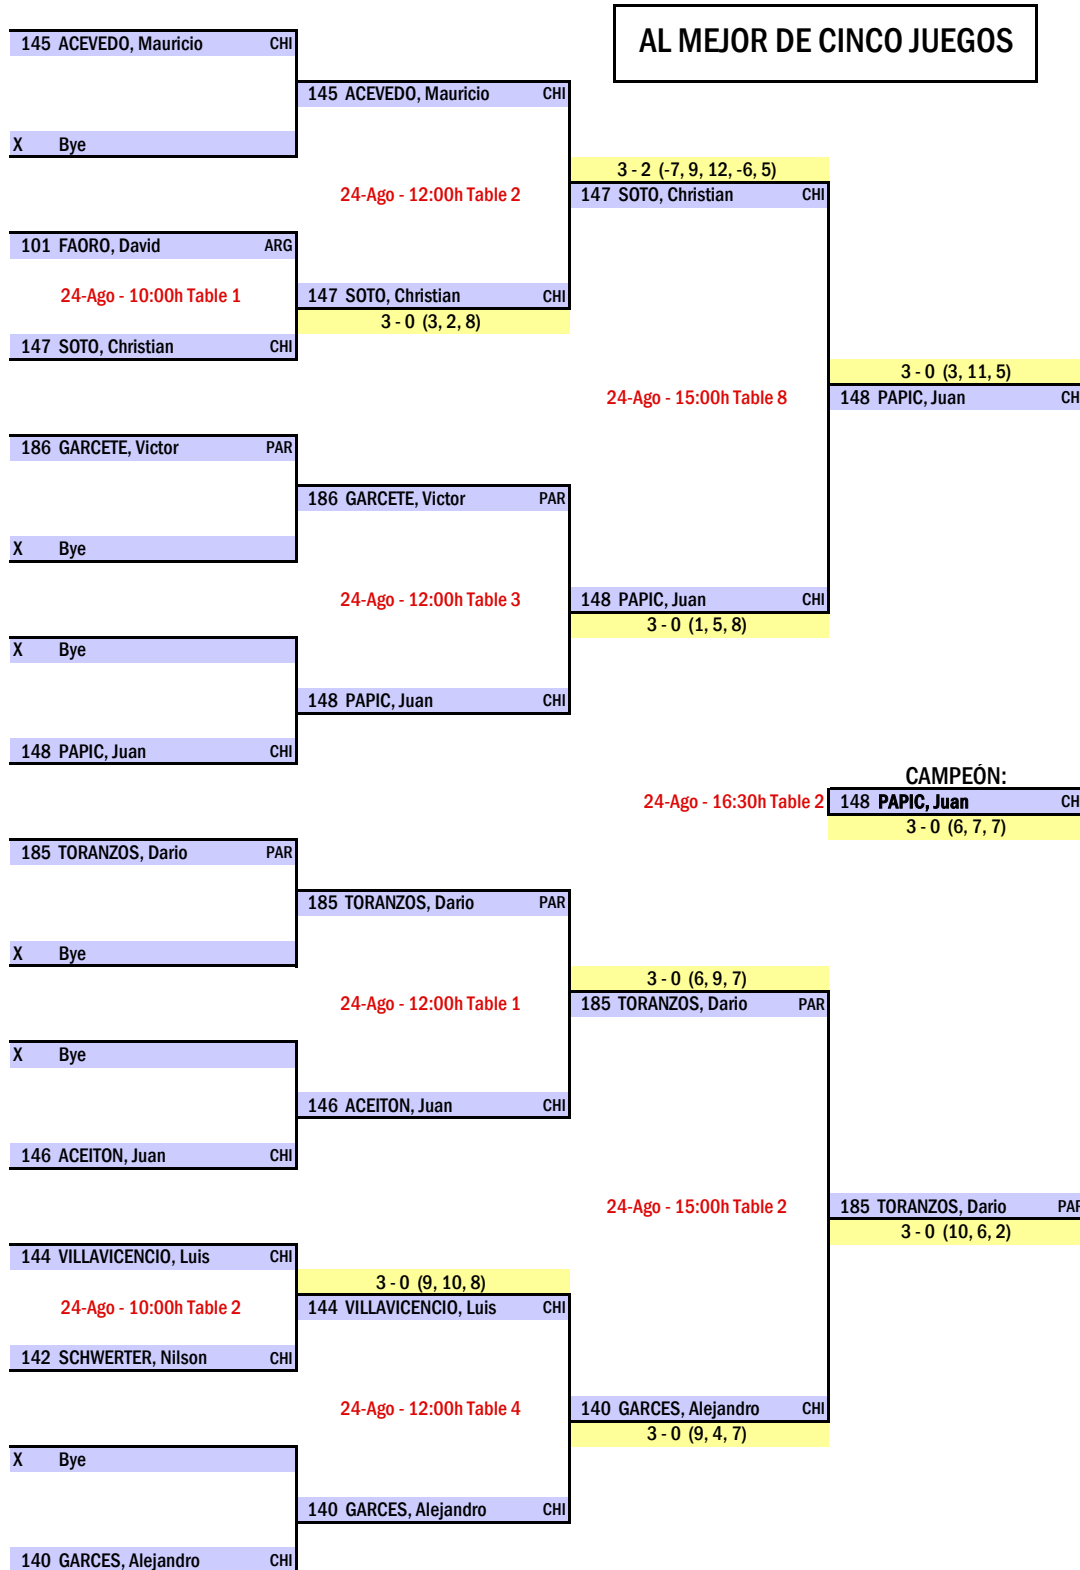 AL MEJOR DE CINCO JUEGOS
145 ACEVEDO, Mauricio CHI
145 ACEVEDO, Mauricio CHI
X Bye
3 - 2 (-7, 9, 12, -6, 5)
24-Ago - 12:00h Table 2
147 SOTO, Christian CHI
101 FAORO, David ARG
24-Ago - 10:00h Table 1
147 SOTO, Christian CHI
3 - 0 (3, 2, 8)
147 SOTO, Christian CHI
3 - 0 (3, 11, 5)
24-Ago - 15:00h Table 8
148 PAPIC, Juan CH
186 GARCETE, Victor PAR
186 GARCETE, Victor PAR
X Bye
24-Ago - 12:00h Table 3
148 PAPIC, Juan CHI
3 - 0 (1, 5, 8)
X Bye
148 PAPIC, Juan CHI
148 PAPIC, Juan CHI
CAMPEÓN:
24-Ago - 16:30h Table 2
148 PAPIC, Juan CH
3 - 0 (6, 7, 7)
185 TORANZOS, Dario PAR
185 TORANZOS, Dario PAR
X Bye
3 - 0 (6, 9, 7)
24-Ago - 12:00h Table 1
185 TORANZOS, Dario PAR
X Bye
146 ACEITON, Juan CHI
146 ACEITON, Juan CHI
24-Ago - 15:00h Table 2
185 TORANZOS, Dario PAR
3 - 0 (10, 6, 2)
144 VILLAVICENCIO, Luis CHI
3 - 0 (9, 10, 8)
24-Ago - 10:00h Table 2
144 VILLAVICENCIO, Luis CHI
142 SCHWERTER, Nilson CHI
24-Ago - 12:00h Table 4
140 GARCES, Alejandro CHI
3 - 0 (9, 4, 7)
X Bye
140 GARCES, Alejandro CHI
140 GARCES, Alejandro CHI